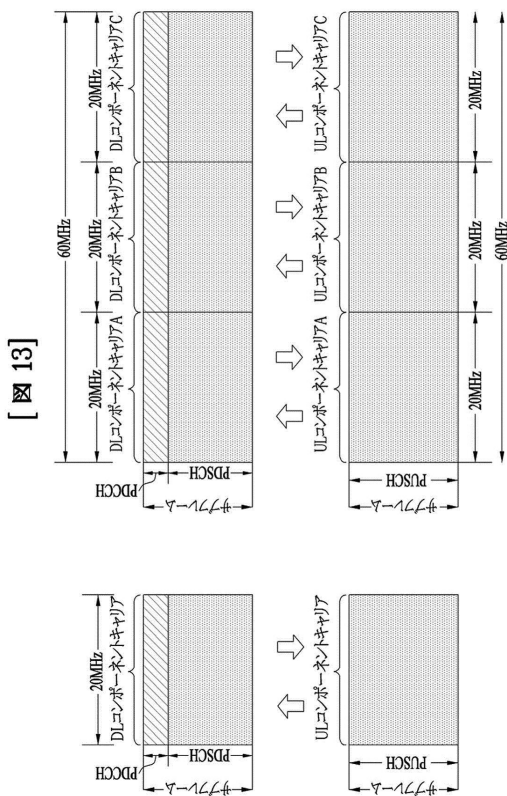 [図 13]
20MHz
DLコンポーネントキャリア
PDCCH
PDSCH
サブフレーム
ULコンポーネントキャリア
PUSCH
サブフレーム
60MHz
20MHz
20MHz
20MHz
DLコンポーネントキャリアA
DLコンポーネントキャリアB
DLコンポーネントキャリアC
PDCCH
PDSCH
サブフレーム
ULコンポーネントキャリアA
ULコンポーネントキャリアB
ULコンポーネントキャリアC
PUSCH
サブフレーム
20MHz
20MHz
20MHz
60MHz